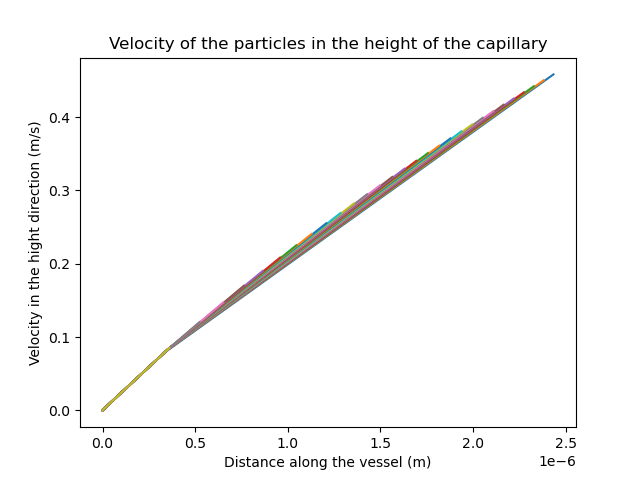 Velocity of the particles in the height of the capillary
Velocity in the hight direction (m/s)
0.4
0.3
0.2
0.1
0.0
0.0 0.5 1.0 1.5 2.0 2.5
1e−6
Distance along the vessel (m)